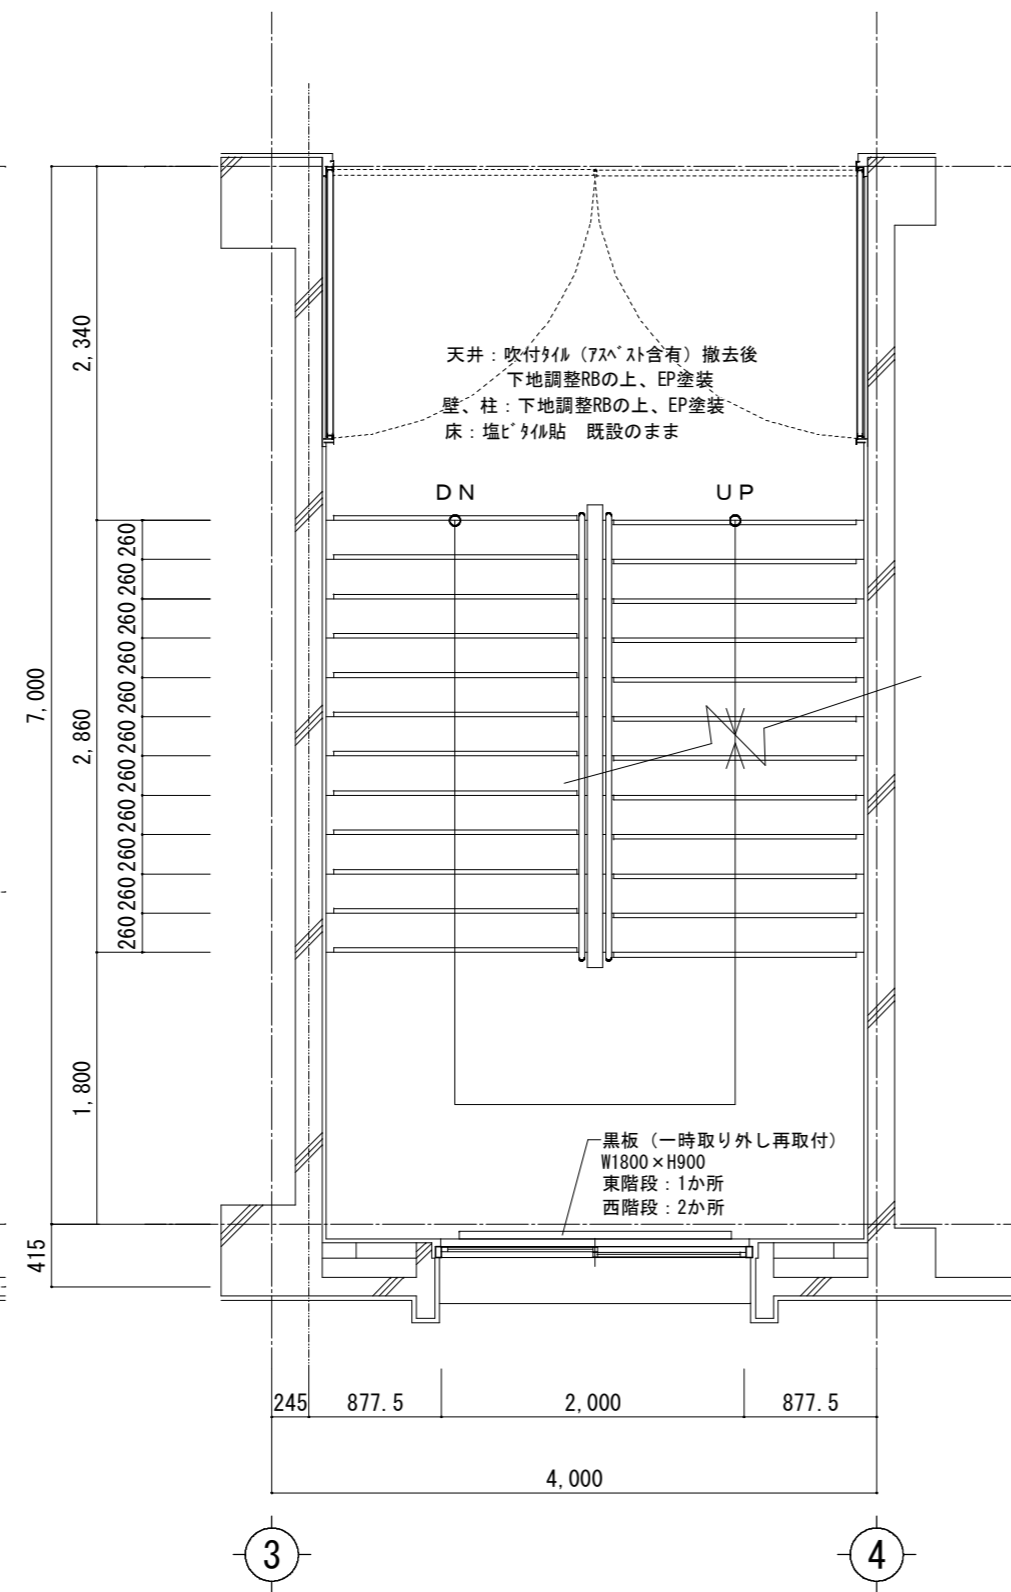 天井：吹付ﾀｲﾙ（ｱｽﾍﾞｽﾄ含有）撤去後
下地調整RBの上、EP塗装
壁、柱：下地調整RBの上、EP塗装
床：塩ﾋﾞﾀｲﾙ貼　既設のまま
DN
UP
2,340
7,000
2,860
260
260
260
260
260
260
260
260
260
260
260
1,800
415
黒板（一時取り外し再取付）
W1800×H900
東階段：1か所
西階段：2か所
245
877.5
2,000
877.5
4,000
3
4